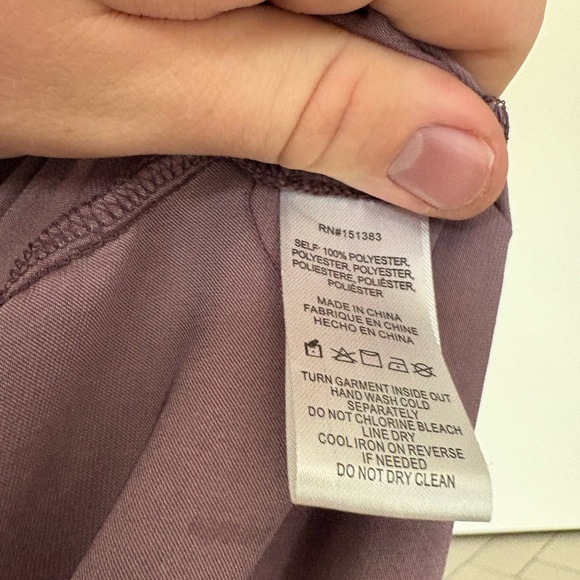 RN#151383
SELF: 100% POLYESTER,
POLYESTER, POLYESTER,
POLIESTERE, POLIÉSTER,
POLIÉSTER
MADE IN CHINA
FABRIQUE EN CHINE
HECHO EN CHINA
TURN GARMENT INSIDE OUT
HAND WASH COLD
SEPARATELY
DO NOT CHLORINE BLEACH
LINE DRY
COOL IRON ON REVERSE
IF NEEDED
DO NOT DRY CLEAN